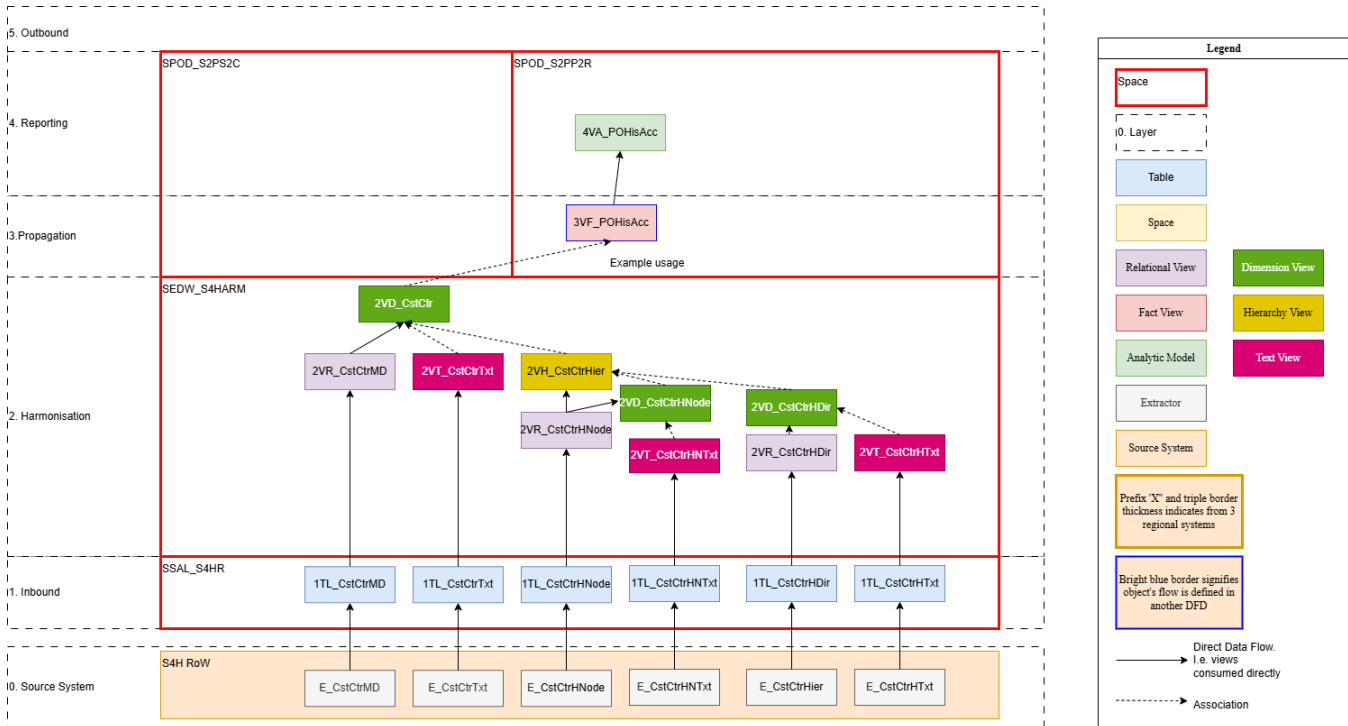 5. Outbound
SPOD_S2PS2C
SPOD_S2PP2R
4. Reporting
4VA_POHisAcc
3.Propagation
3VF_POHisAcc
Example usage
SEDW_S4HARM
2VD_CstCtr
2VR_CstCtrMD
2VT_CstCtrTxt
2VH_CstCtrHier
2VD_CstCtrHNode
2VD_CstCtrHDir
2. Harmonisation
2VR_CstCtrHNode
2VT_CstCtrHNTxt
2VR_CstCtrHDir
2VT_CstCtrHTxt
SSAL_S4HR
1. Inbound
1TL_CstCtrMD
1TL_CstCtrTxt
1TL_CstCtrHNode
1TL_CstCtrHNTxt
1TL_CstCtrHDir
1TL_CstCtrHTxt
S4H RoW
0. Source System
E_CstCtrMD
E_CstCtrTxt
E_CstCtrHNode
E_CstCtrHNTxt
E_CstCtrHier
E_CstCtrHTxt
Legend
Space
0. Layer
Table
Space
Relational View
Dimension View
Fact View
Hierarchy View
Analytic Model
Text View
Extractor
Source System
Prefix "X" and triple border
thickness indicates from 3
regional systems
Bright blue border signifies
object's flow is defined in
another DFD
Direct Data Flow.
I.e. views
consumed directly
Association